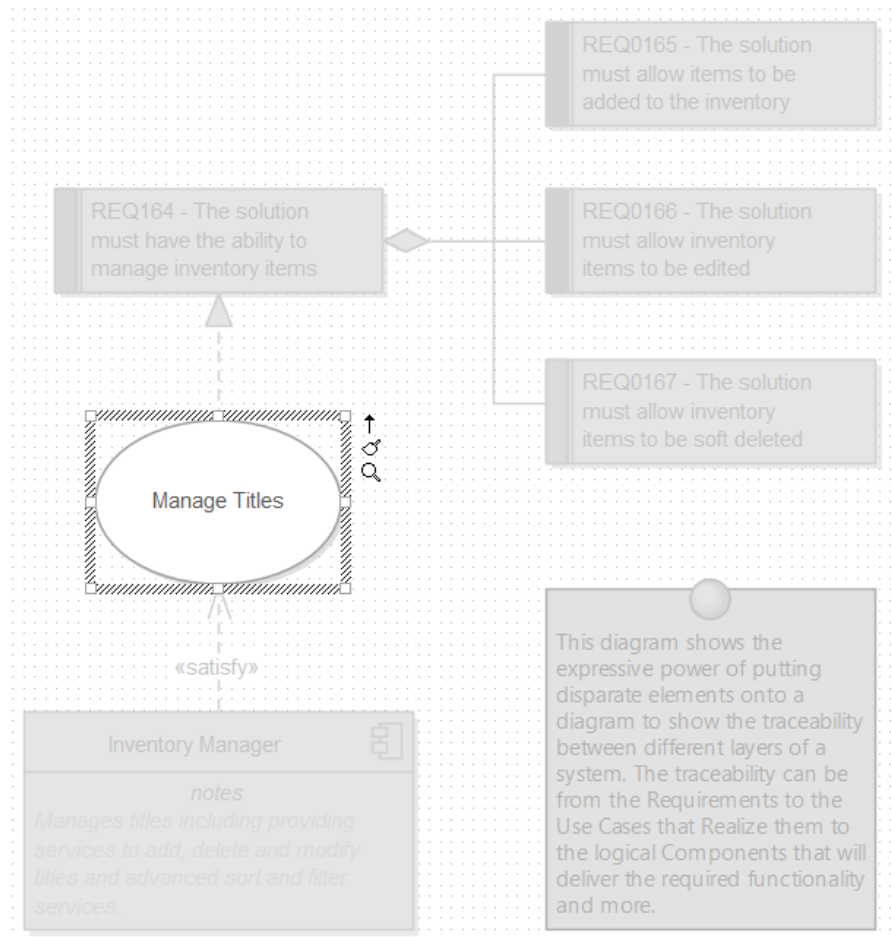 REQ0165 - The solution
must allow items to be
added to the inventory
REQ164 - The solution
must have the ability to
manage inventory items
REQ0166 - The solution
must allow inventory
items to be edited
REQ0167 - The solution
must allow inventory
items to be soft deleted
Manage Titles
«satisfy»
Inventory Manager
notes
Manages titles including providing
services to add, delete and modify
titles and advanced sort and filter
services.
This diagram shows the
expressive power of putting
disparate elements onto a
diagram to show the traceability
between different layers of a
system. The traceability can be
from the Requirements to the
Use Cases that Realize them to
the logical Components that will
deliver the required functionality
and more.